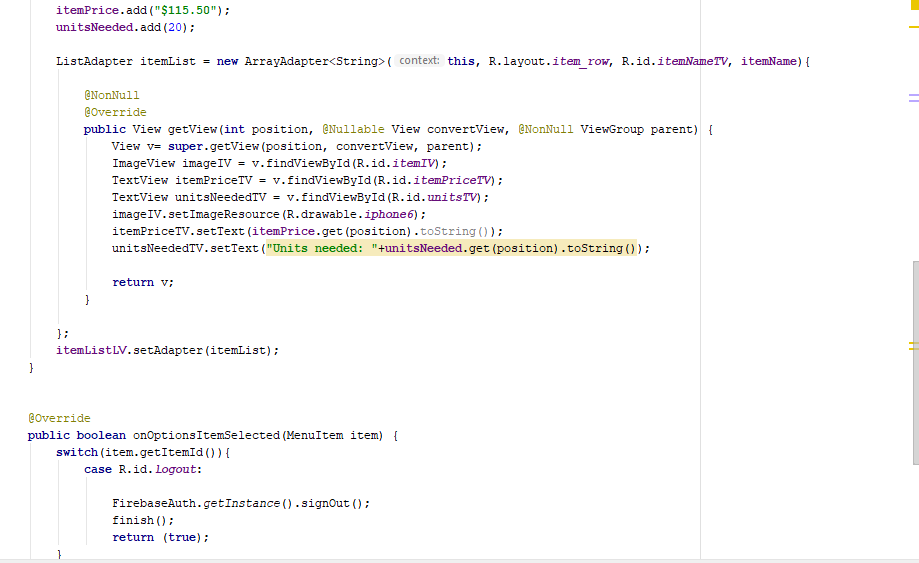 itemPrice.add("$115.50");
unitsNeeded.add(20);
ListAdapter itemList = new ArrayAdapter<String>( context: this, R.layout.item_row, R.id.itemNameTV, itemName){
@NonNull
@Override
public View getView(int position, @Nullable View convertView, @NonNull ViewGroup parent) {
View v= super.getView(position, convertView, parent);
ImageView imageIV = v.findViewById(R.id.itemIV);
TextView itemPriceTV = v.findViewById(R.id.itemPriceTV);
TextView unitsNeededTV = v.findViewById(R.id.unitsTV);
imageIV.setImageResource(R.drawable.iphone6);
itemPriceTV.setText(itemPrice.get(position).toString());
unitsNeededTV.setText("Units needed: "+unitsNeeded.get(position).toString());
return v;
}
};
itemListLV.setAdapter(itemList);
}
@Override
public boolean onOptionsItemSelected(MenuItem item) {
switch(item.getItemId()){
case R.id.Logout:
FirebaseAuth.getInstance().signOut();
finish();
return (true);
}